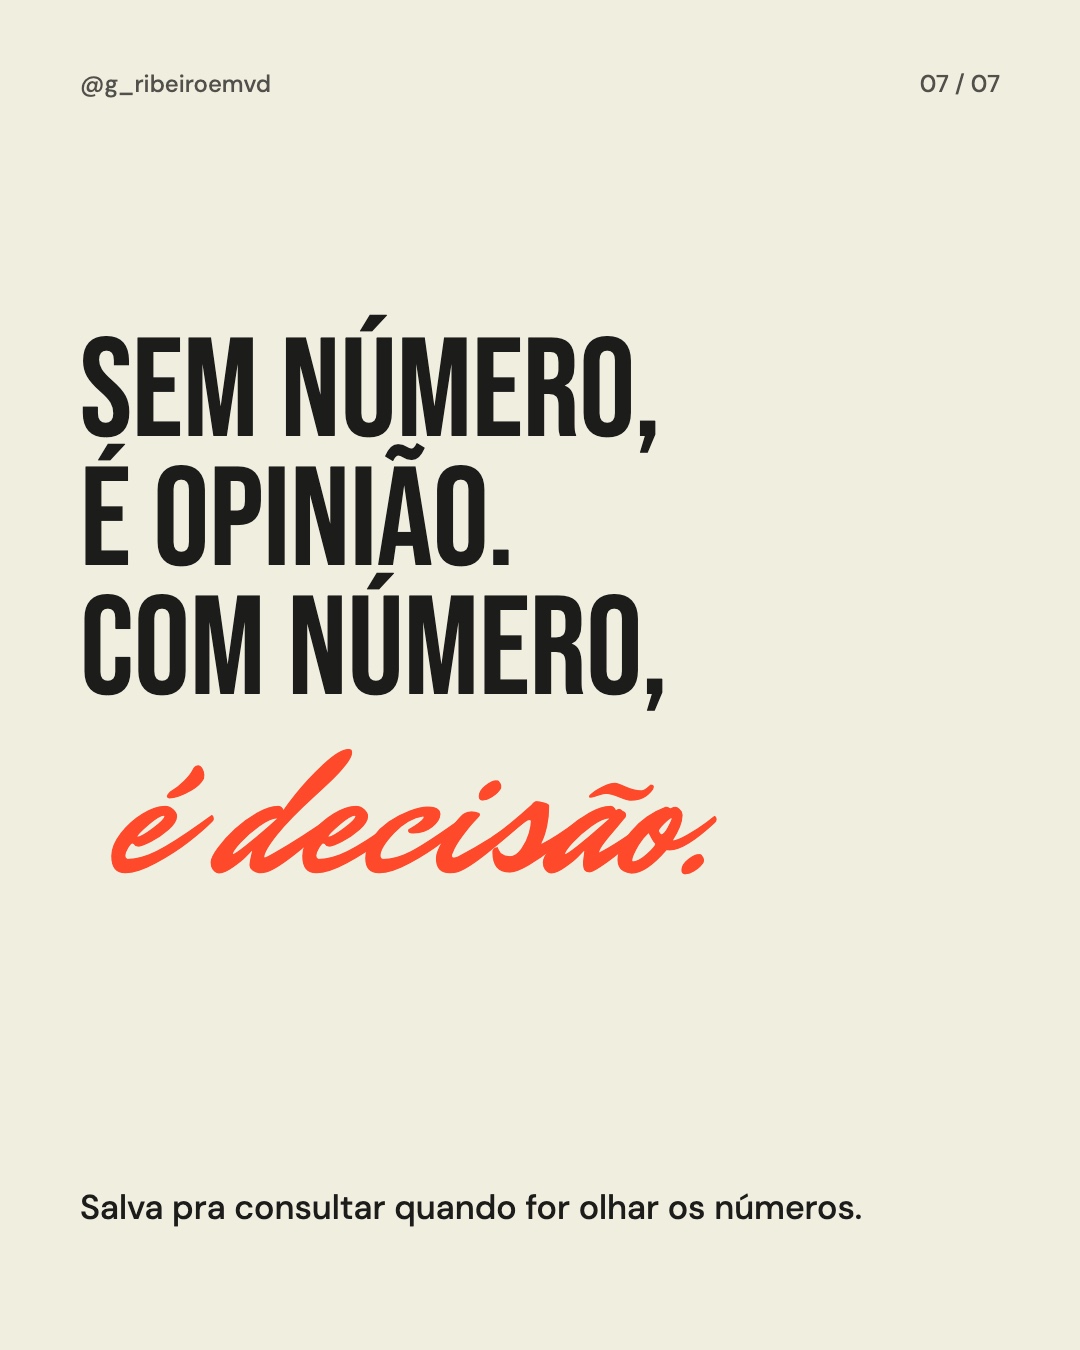 @g_ribeiroemvd
07 / 07
SEM NÚMERO,
É OPINIÃO.
COM NÚMERO,
é decisão.
Salva pra consultar quando for olhar os números.